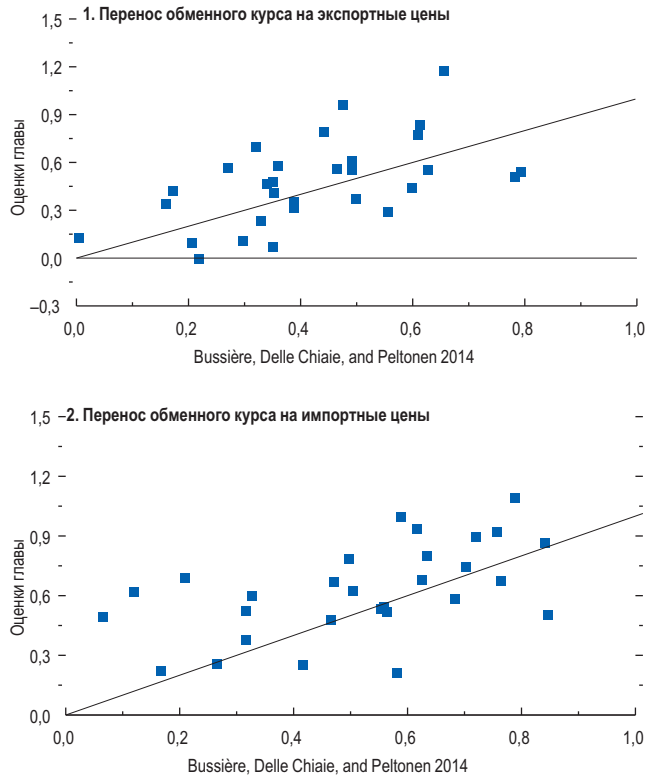 1. Перенос обменного курса на экспортные цены
1,5
1,2
0,9
0,6
0,3
0,0
–0,3
Оценки главы
0,0 0,2 0,4 0,6 0,8 1,0
Bussière, Delle Chiaie, and Peltonen 2014
2. Перенос обменного курса на импортные цены
1,5
1,2
0,9
0,6
0,3
0,0
Оценки главы
0,0 0,2 0,4 0,6 0,8 1,0
Bussière, Delle Chiaie, and Peltonen 2014